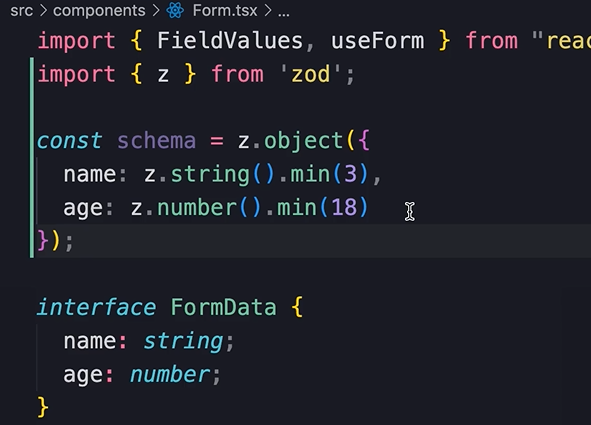 src > components > Form.tsx > ...
import { FieldValues, useForm } from "reac
import { z } from 'zod';
const schema = z.object({
name: z.string().min(3),
age: z.number().min(18)
});
interface FormData {
name: string;
age: number;
}